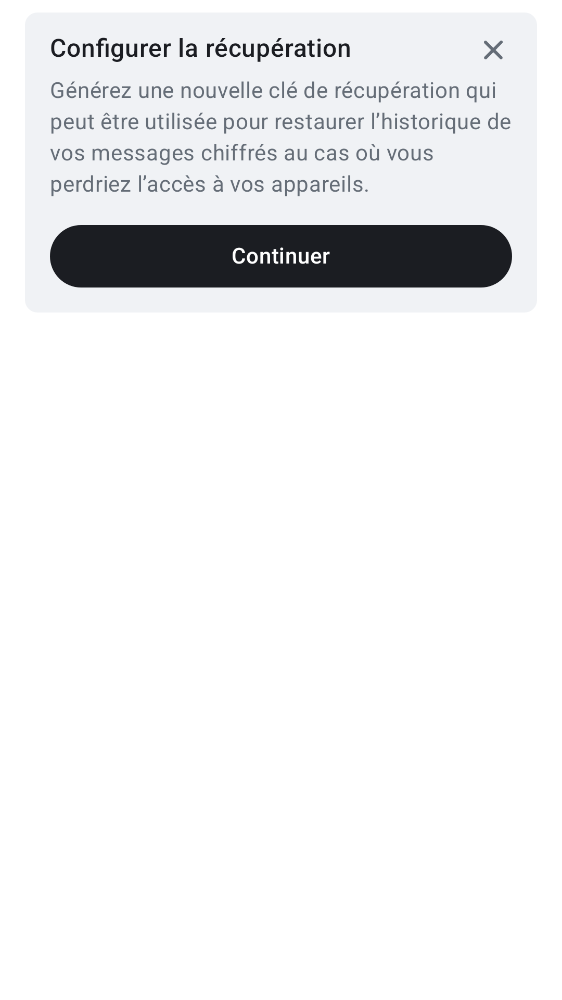 Configurer la récupération
Générez une nouvelle clé de récupération qui
peut être utilisée pour restaurer l’historique de
vos messages chiffrés au cas où vous
perdriez l’accès à vos appareils.
Continuer